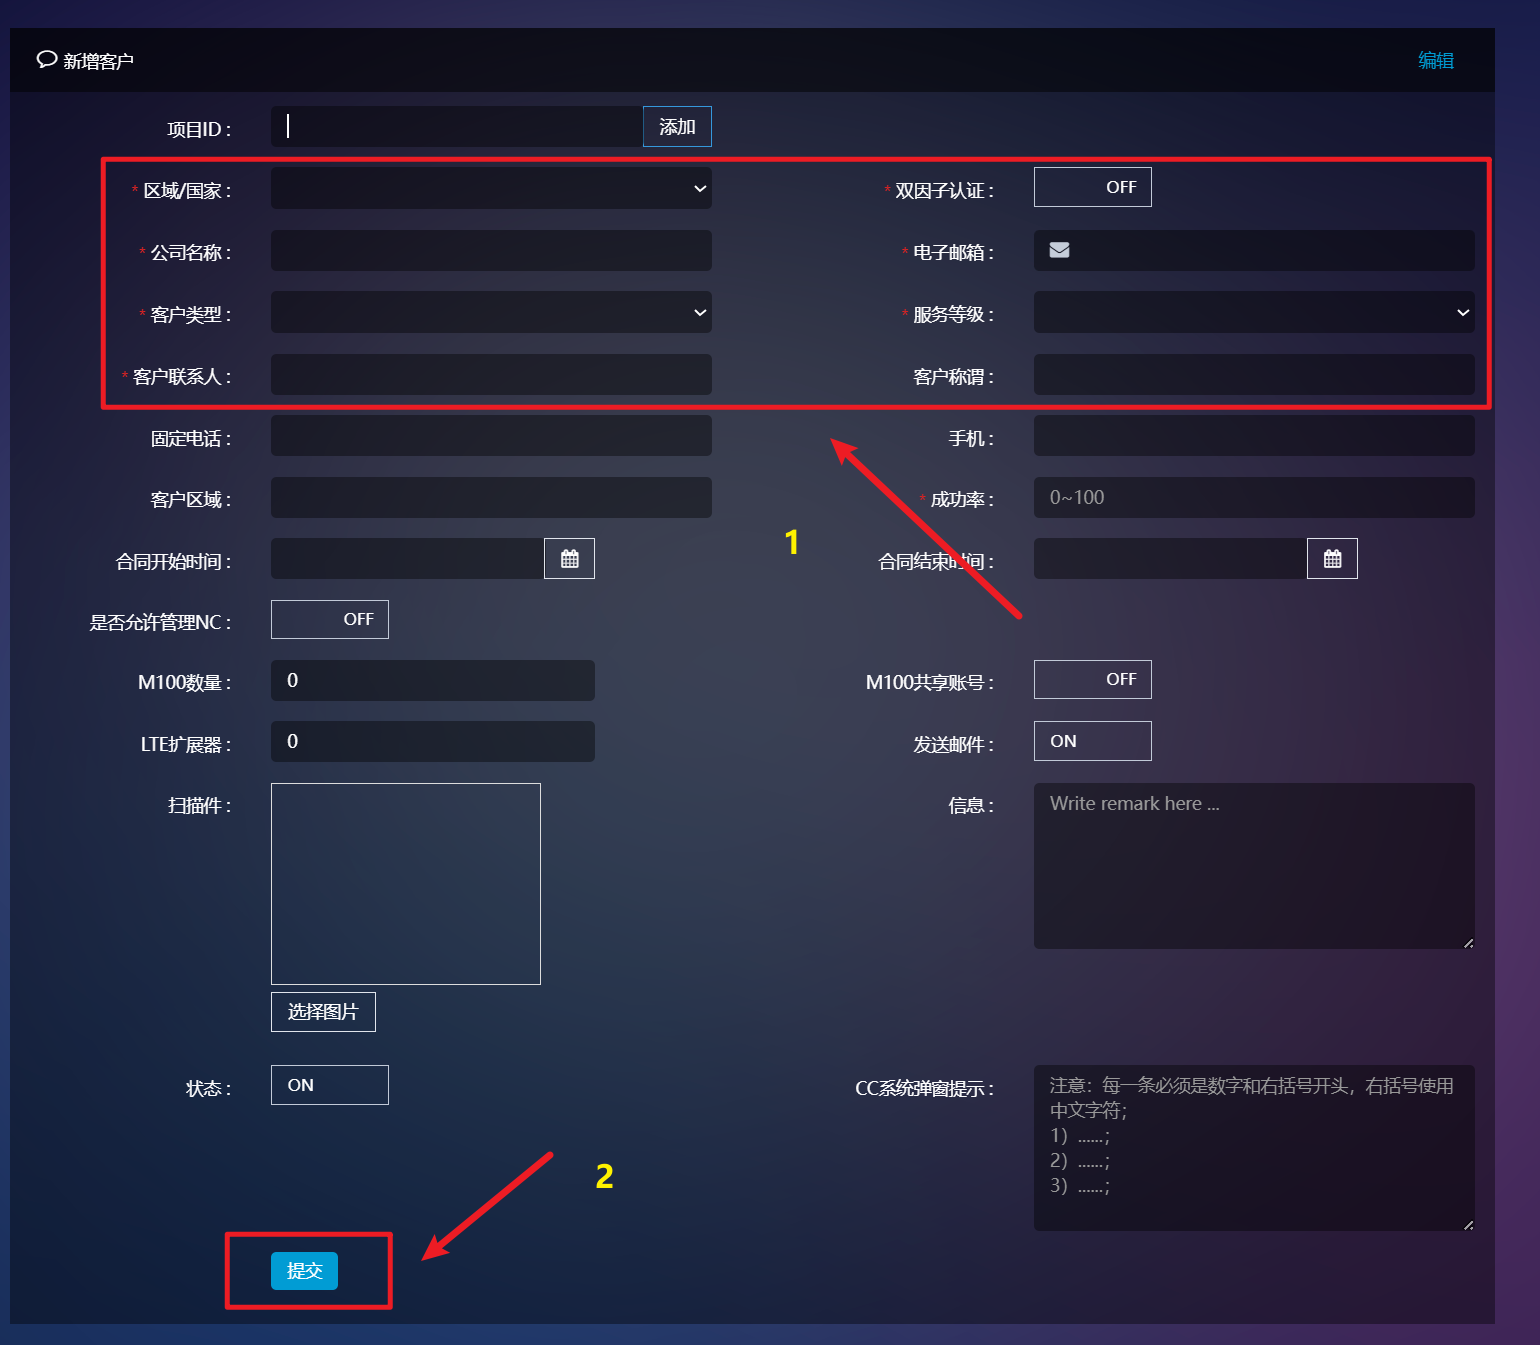 新增客户
编辑
项目ID： 添加
* 区域/国家： * 双因子认证： OFF
* 公司名称： * 电子邮箱：
* 客户类型： * 服务等级：
* 客户联系人： 客户称谓：
固定电话： 手机：
客户区域： * 成功率： 0~100
1
合同开始时间： 合同结束时间：
是否允许管理NC： OFF
M100数量： 0 M100共享账号： OFF
LTE扩展器： 0 发送邮件： ON
扫描件： 信息： Write remark here ...
选择图片
状态： ON CC系统弹窗提示： 注意：每一条必须是数字和右括号开头，右括号使用
中文字符；
1）......；
2）......；
3）......；
2
提交